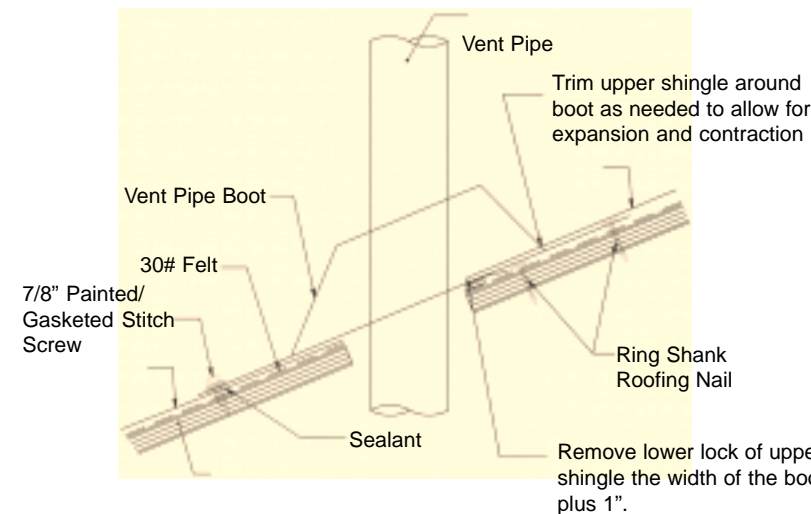 Vent Pipe
Trim upper shingle around
boot as needed to allow for
expansion and contraction
Vent Pipe Boot
30# Felt
7/8” Painted/
Gasketed Stitch
Screw
Ring Shank
Roofing Nail
Sealant
Remove lower lock of uppe
shingle the width of the boo
plus 1”.